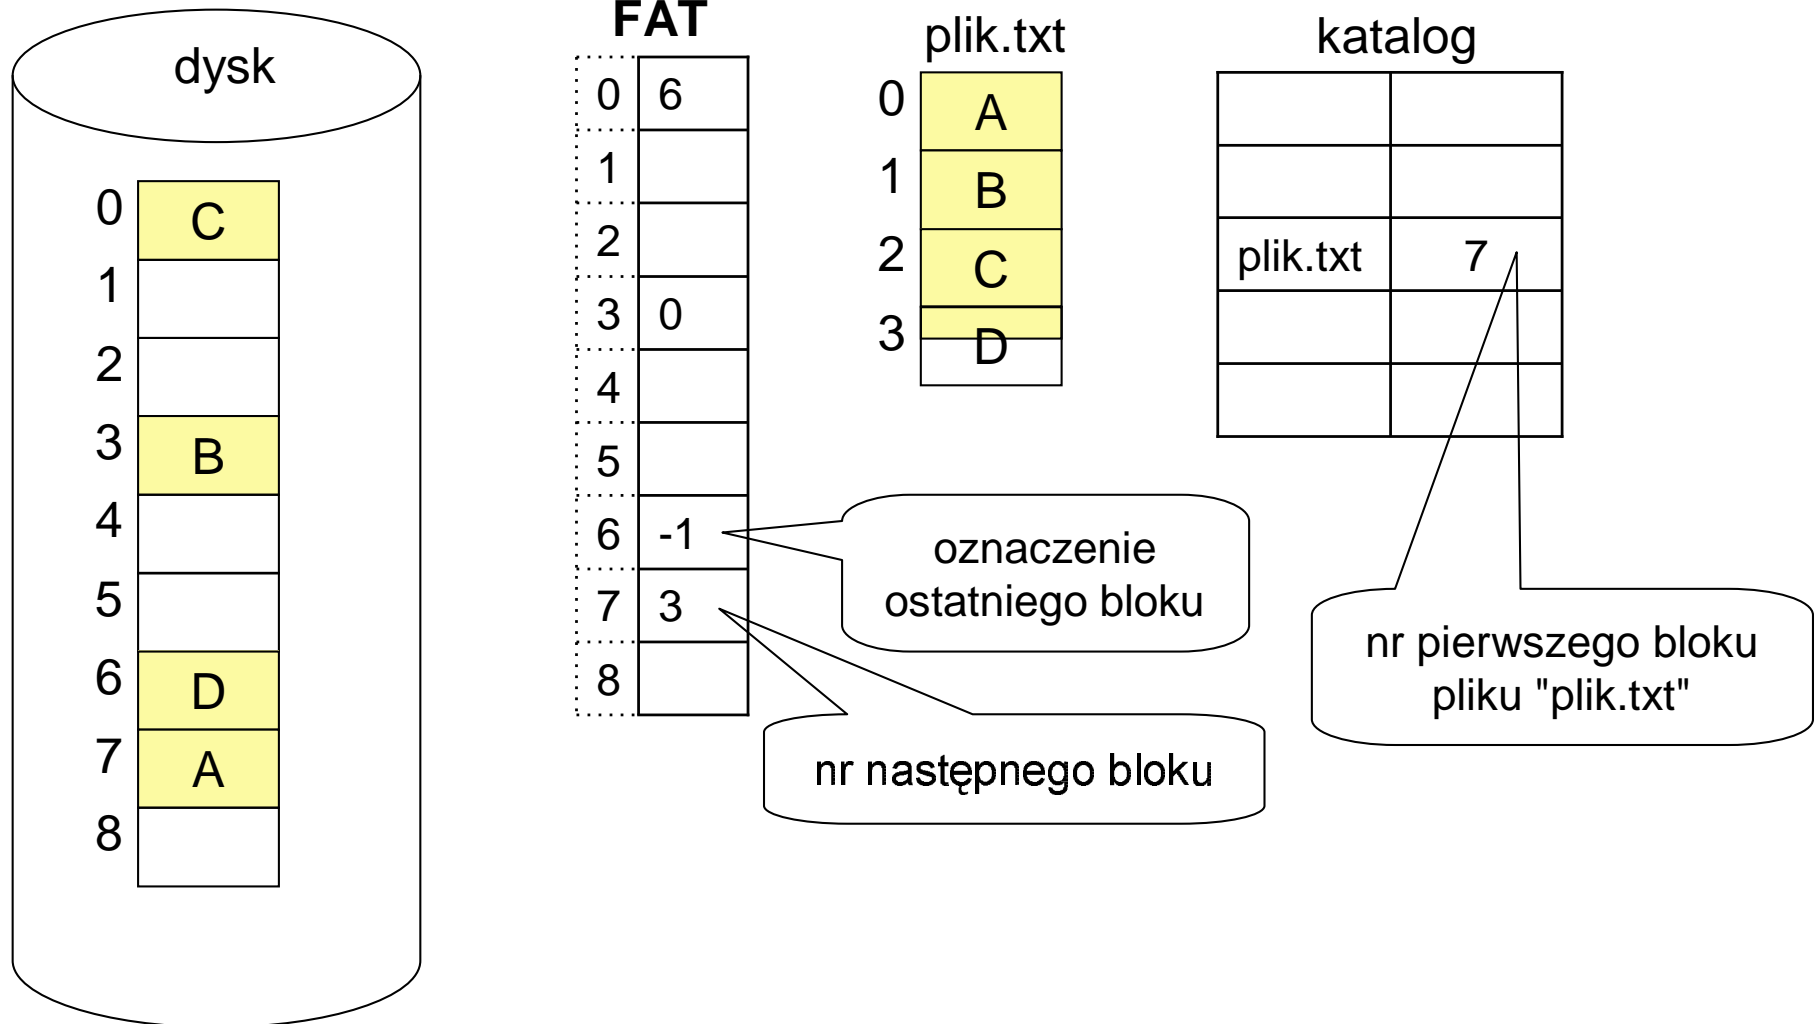 dysk
0 C
1
2
3 B
4
5
6 D
7 A
8
FAT
0 6
1
2
3 0
4
5
6 -1
7 3
8
plik.txt
0 A
1 B
2 C
3 D
katalog
plik.txt 7
oznaczenie
ostatniego bloku
nr następnego bloku
nr pierwszego bloku
pliku "plik.txt"